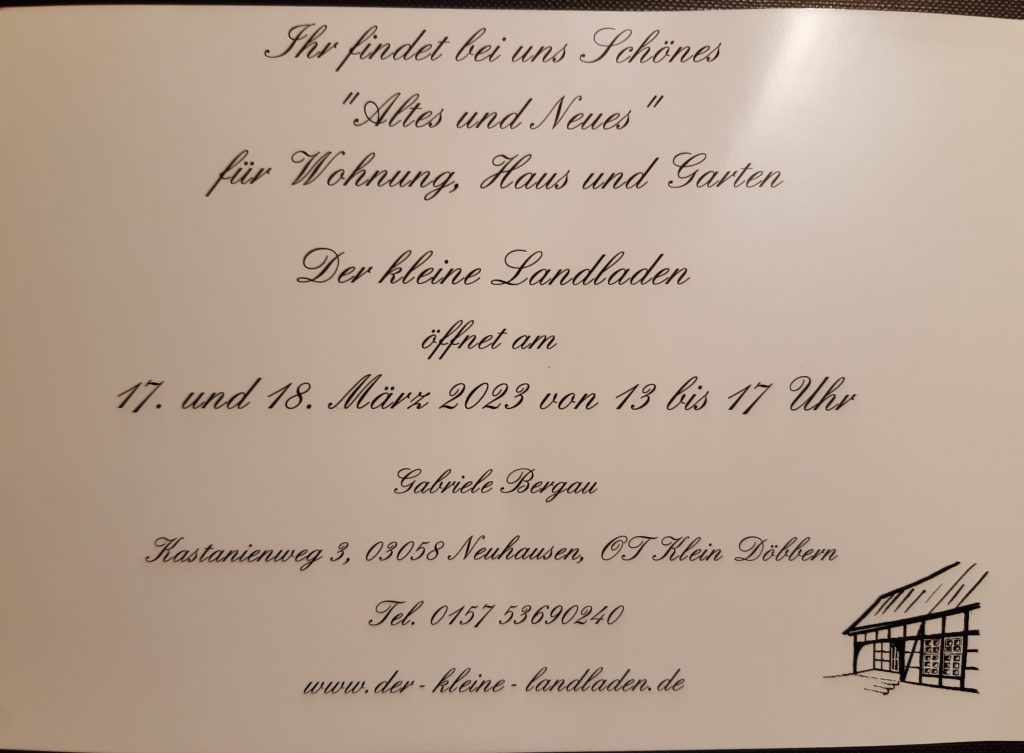 Ihr findet bei uns Schönes
"Altes und Neues"
für Wohnung, Haus und Garten
Der kleine Landladen
öffnet am
17. und 18. März 2023 von 13 bis 17 Uhr
Gabriele Bergau
Kastanienweg 3, 03058 Neuhausen, OT Klein Döbbern
Tel. 0157 53690240
www.der-kleine-landladen.de